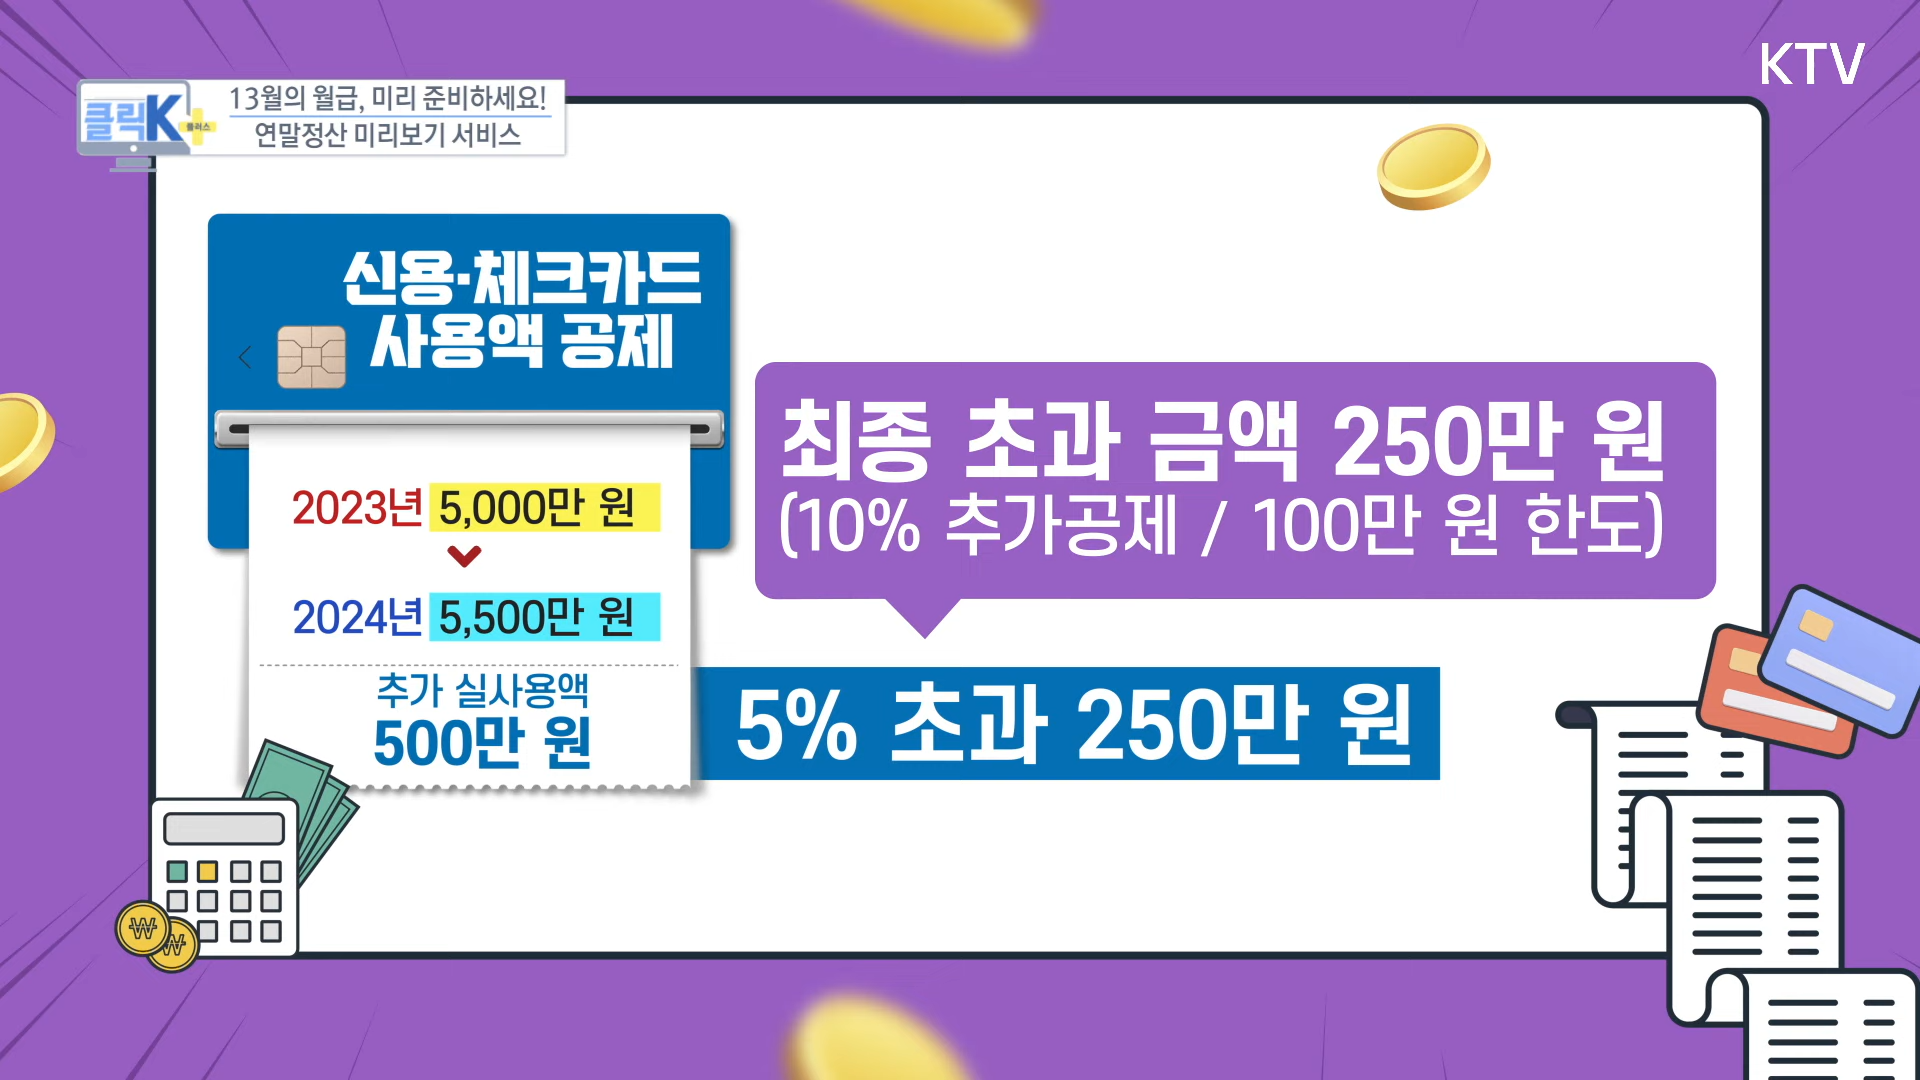 KTV
클릭K+
플러스
13월의 월급, 미리 준비하세요!
연말정산 미리보기 서비스
신용·체크카드
사용액 공제
2023년 5,000만 원
2024년 5,500만 원
추가 실사용액
500만 원
최종 초과 금액 250만 원
(10% 추가공제 / 100만 원 한도)
5% 초과 250만 원
₩
₩